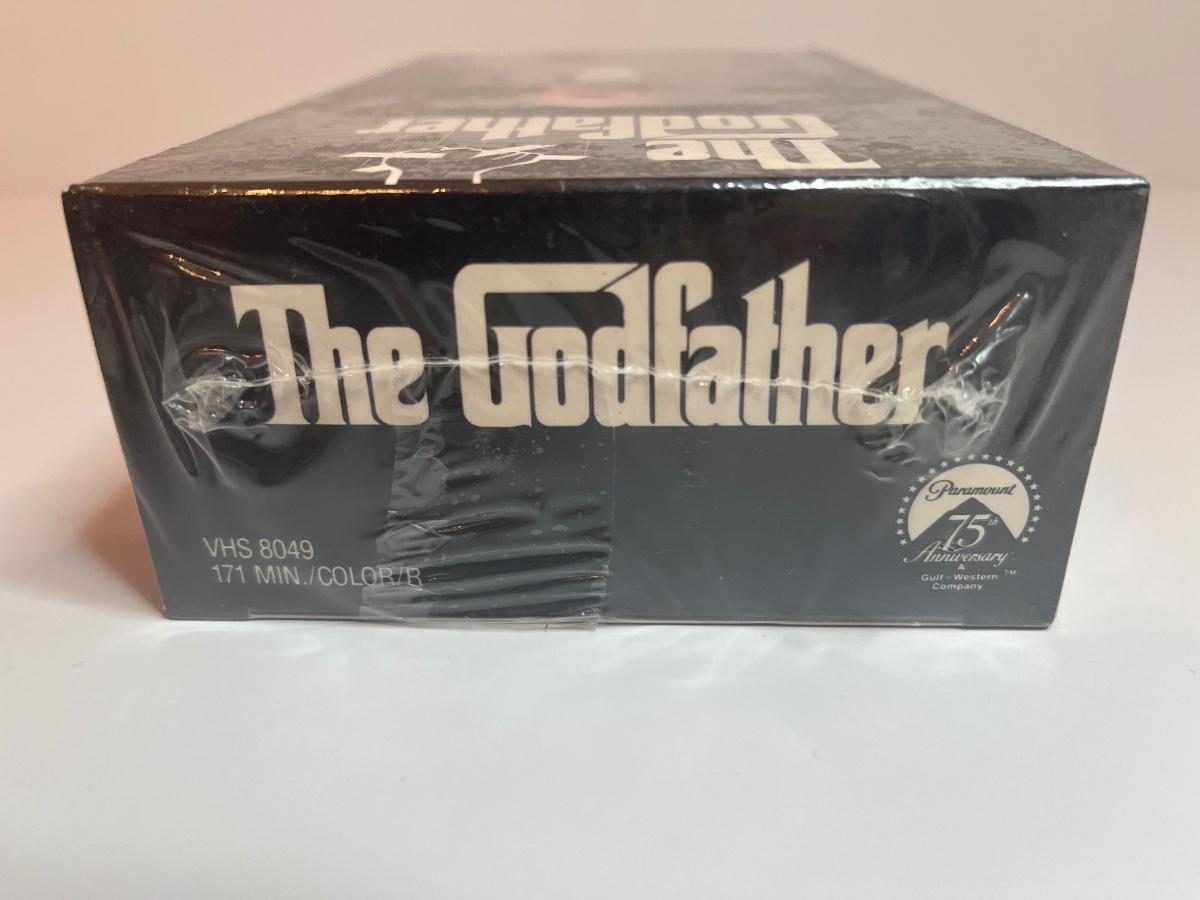 The
Godfather
The Godfather
VHS 8049
171 MIN./COLOR/R
Paramount
75th
Anniversary
A
Gulf+Western
Company
TM